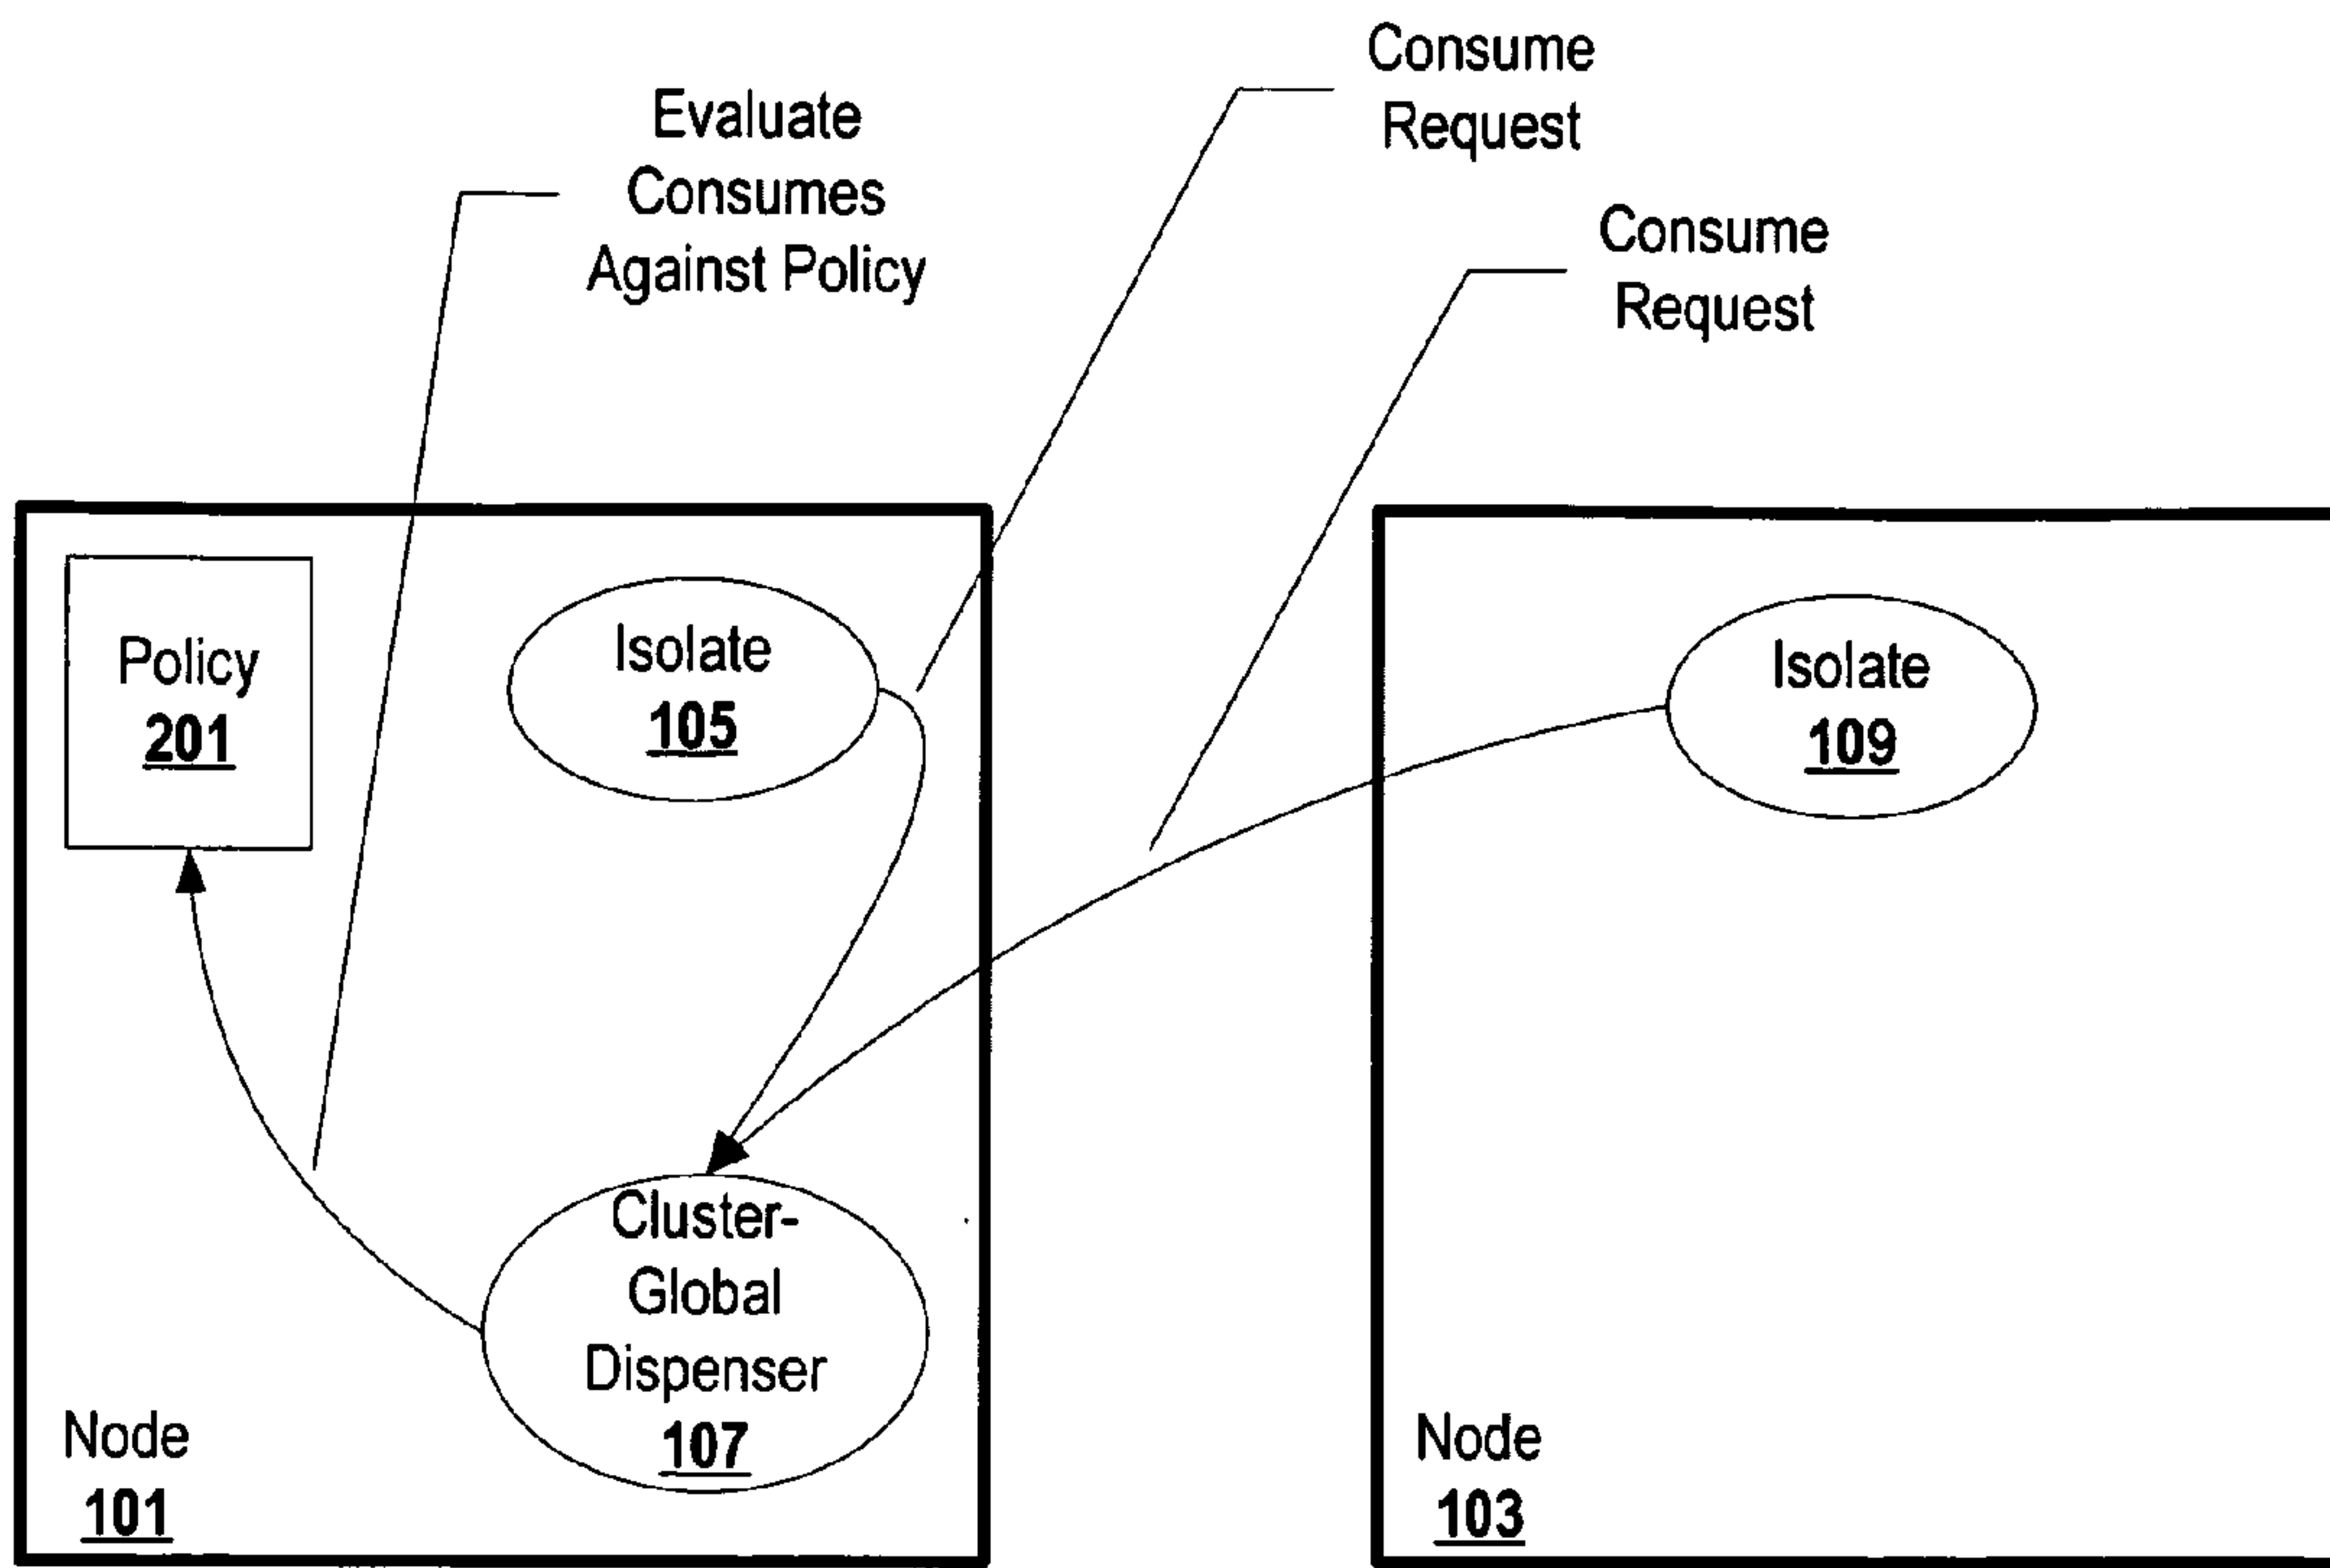 Consume
Request
Evaluate
Consumes
Against Policy
Consume
Request
Policy
201
Isolate
105
Isolate
109
Cluster-
Global
Dispenser
107
Node
101
Node
103